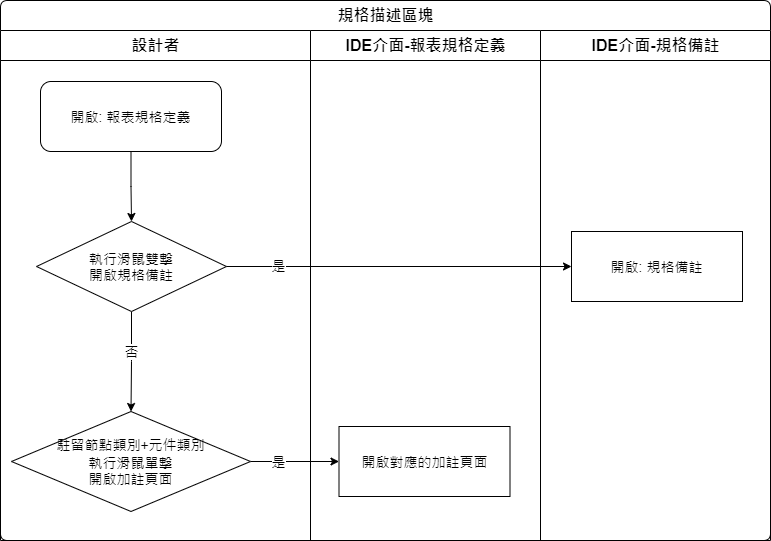 規格描述區塊
設計者
IDE介面-報表規格定義
IDE介面-規格備註
開啟: 報表規格定義
執行滑鼠雙擊
開啟規格備註
是
開啟: 規格備註
否
駐留節點類別+元件類別
執行滑鼠單擊
開啟加註頁面
是
開啟對應的加註頁面